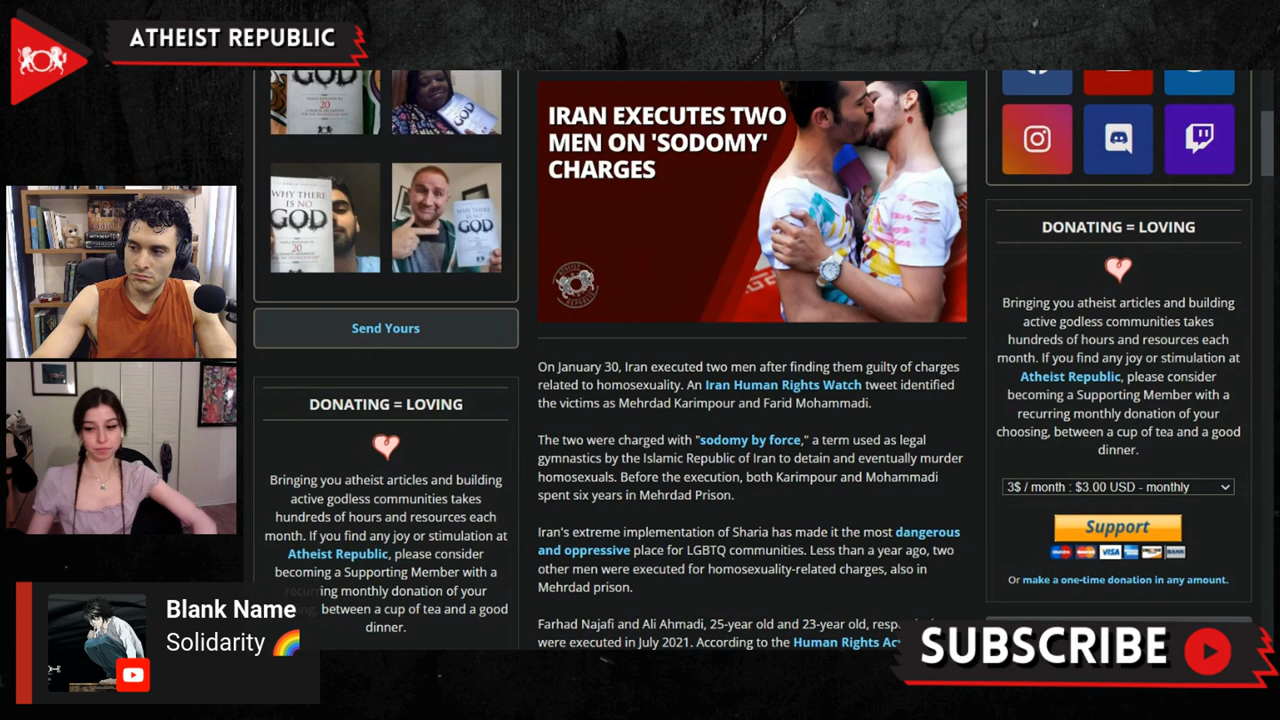 ATHEIST REPUBLIC
GOD
WHY THERE
IS NO
GOD
20
WHY THERE
IS NO
GOD
20
Send Yours
DONATING = LOVING
Bringing you atheist articles and building
active godless communities takes
hundreds of hours and resources each
month. If you find any joy or stimulation at
Atheist Republic, please consider
becoming a Supporting Member with a
recurring monthly donation of your
between a cup of tea and a good
dinner.
IRAN EXECUTES TWO
MEN ON 'SODOMY'
CHARGES
On January 30, Iran executed two men after finding them guilty of charges
related to homosexuality. An Iran Human Rights Watch tweet identified
the victims as Mehrdad Karimpour and Farid Mohammadi.
The two were charged with "sodomy by force," a term used as legal
gymnastics by the Islamic Republic of Iran to detain and eventually murder
homosexuals. Before the execution, both Karimpour and Mohammadi
spent six years in Mehrdad Prison.
Iran's extreme implementation of Sharia has made it the most dangerous
and oppressive place for LGBTQ communities. Less than a year ago, two
other men were executed for homosexuality-related charges, also in
Mehrdad prison.
Farhad Najafi and Ali Ahmadi, 25-year old and 23-year old,
were executed in July 2021. According to the Human Rights
DONATING = LOVING
Bringing you atheist articles and building
active godless communities takes
hundreds of hours and resources each
month. If you find any joy or stimulation at
Atheist Republic, please consider
becoming a Supporting Member with a
recurring monthly donation of your
choosing, between a cup of tea and a good
dinner.
3$ / month : $3.00 USD - monthly
Support
VISA
BANK
Or make a one-time donation in any amount.
Blank Name
Solidarity 🌈
SUBSCRIBE